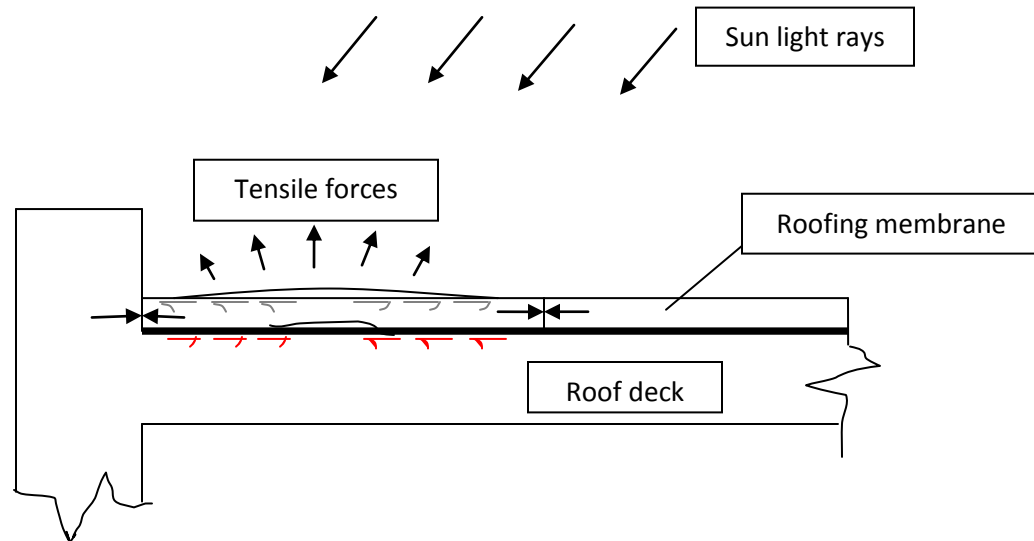 Sun light rays
Tensile forces
Roofing membrane
Roof deck